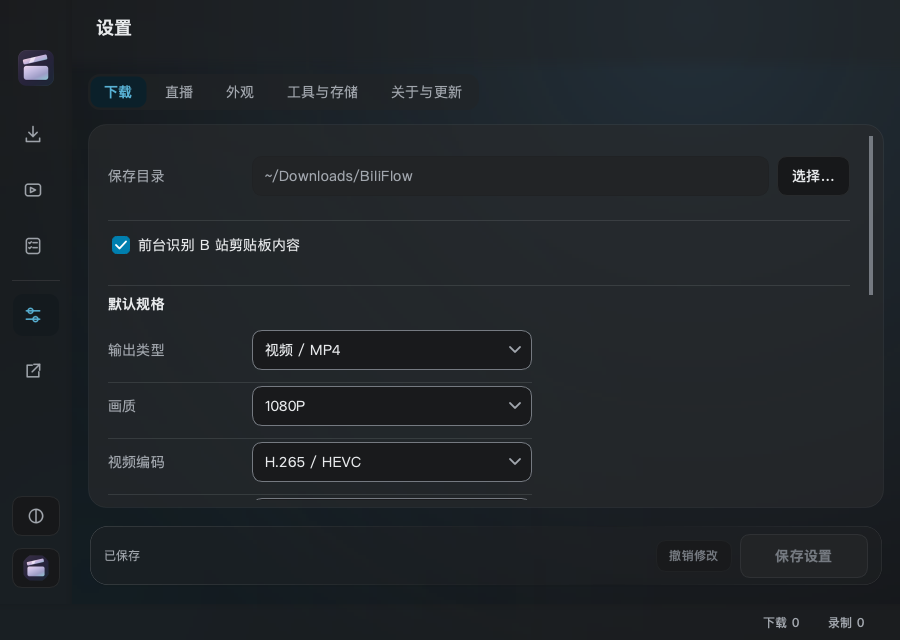 设置
下载 直播 外观 工具与存储 关于与更新
保存目录 ~/Downloads/BiliFlow 选择...
前台识别 B 站剪贴板内容
默认规格
输出类型 视频 / MP4
画质 1080P
视频编码 H.265 / HEVC
已保存 撤销修改 保存设置
下载 0 录制 0